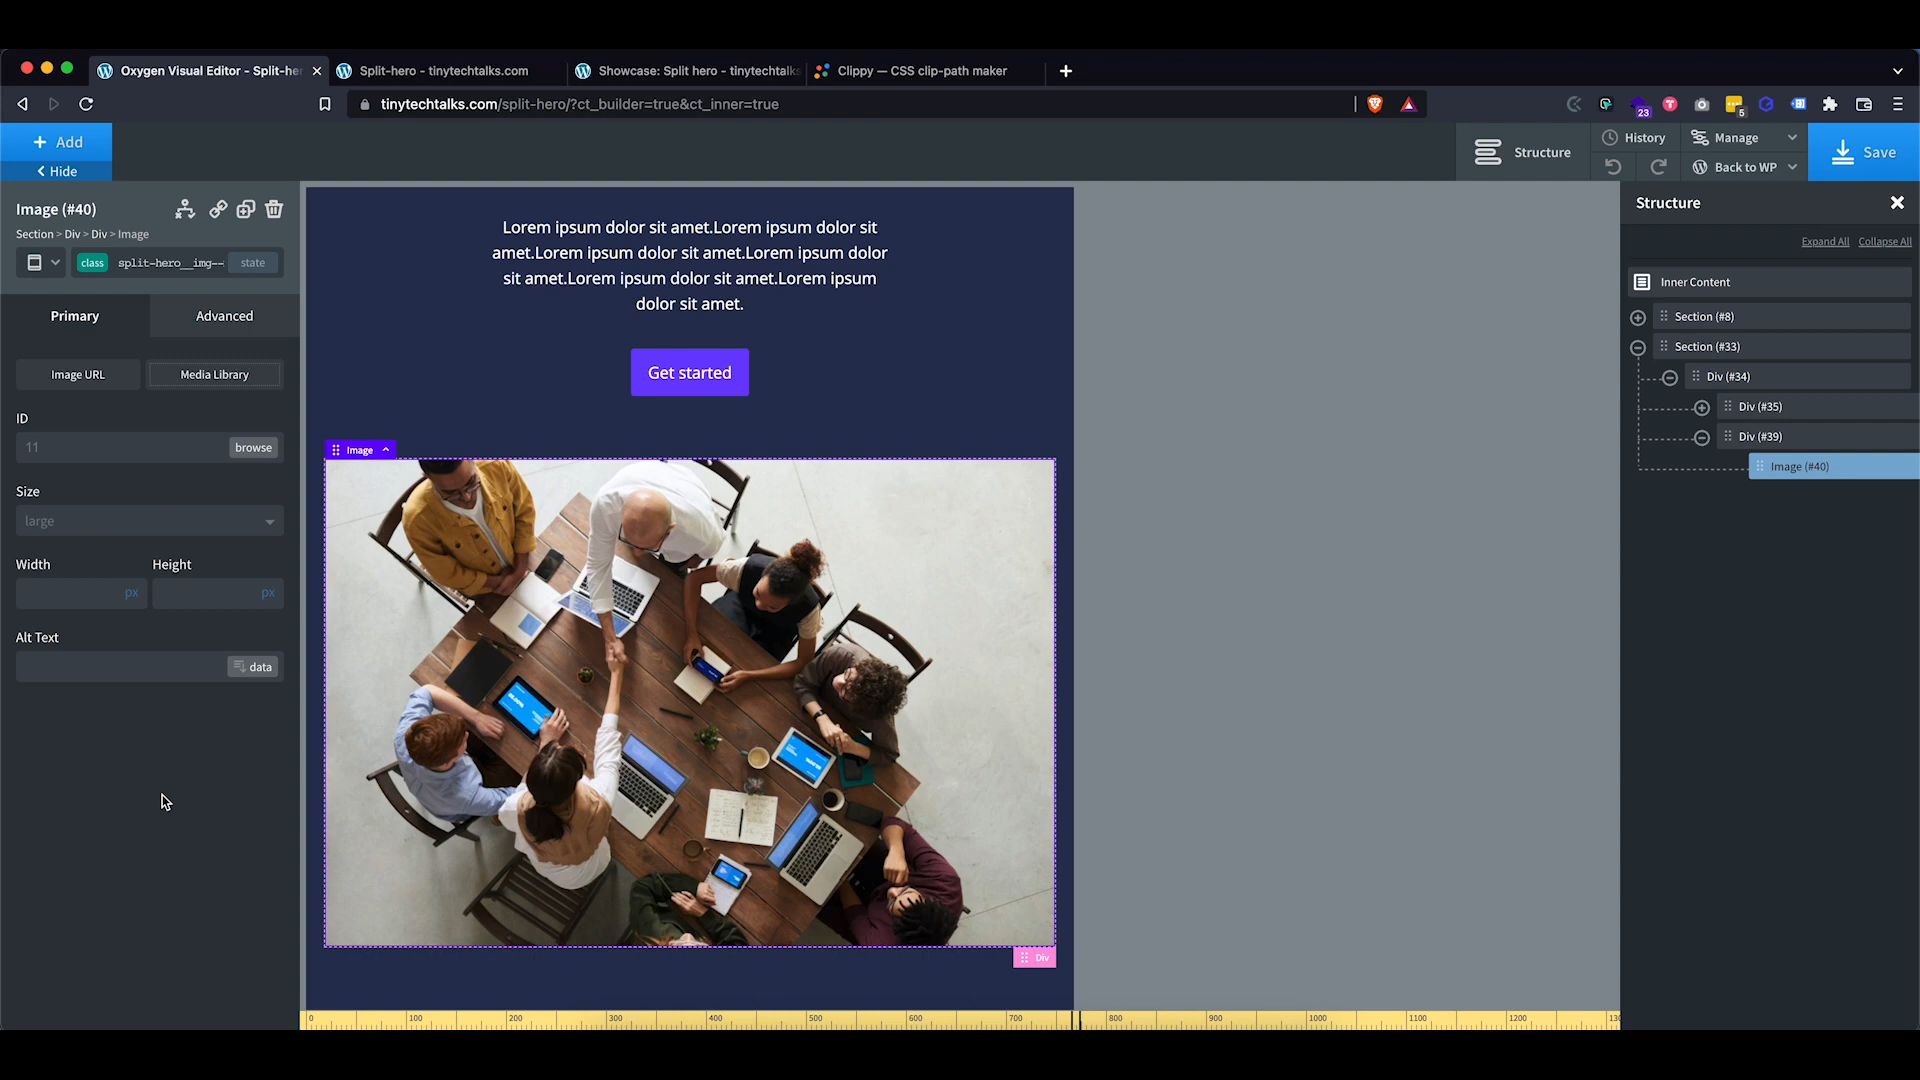 Oxygen Visual Editor - Split-her
Split-hero - tinytechtalks.com
Showcase: Split hero - tinytechtalks
Clippy — CSS clip-path maker
tinytechtalks.com/split-hero/?ct_builder=true&ct_inner=true
23
5
Add
Hide
Structure
History
Manage
Back to WP
Save
Image (#40)
Section > Div > Div > Image
class split-hero__img-- state
Primary
Advanced
Image URL
Media Library
ID
11
browse
Size
large
Width
Height
px
px
Alt Text
data
Lorem ipsum dolor sit amet.Lorem ipsum dolor sit
amet.Lorem ipsum dolor sit amet.Lorem ipsum dolor
sit amet.Lorem ipsum dolor sit amet.Lorem ipsum
dolor sit amet.
Get started
Image
Div
0 100 200 300 400 500 600 700 800 900 1000 1100 1200 130
Structure
Expand All Collapse All
Inner Content
Section (#8)
Section (#33)
Div (#34)
Div (#35)
Div (#39)
Image (#40)